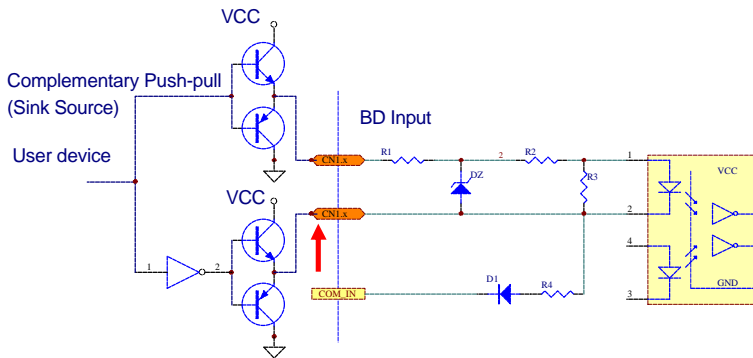 VCC
Complementary Push-pull
(Sink Source)
BD Input
User device
CN1.x
R1
2
R2
1
VCC
DZ
R3
VCC
CN1.x
2
4
1
2
D1
R4
COM_IN
3
GND